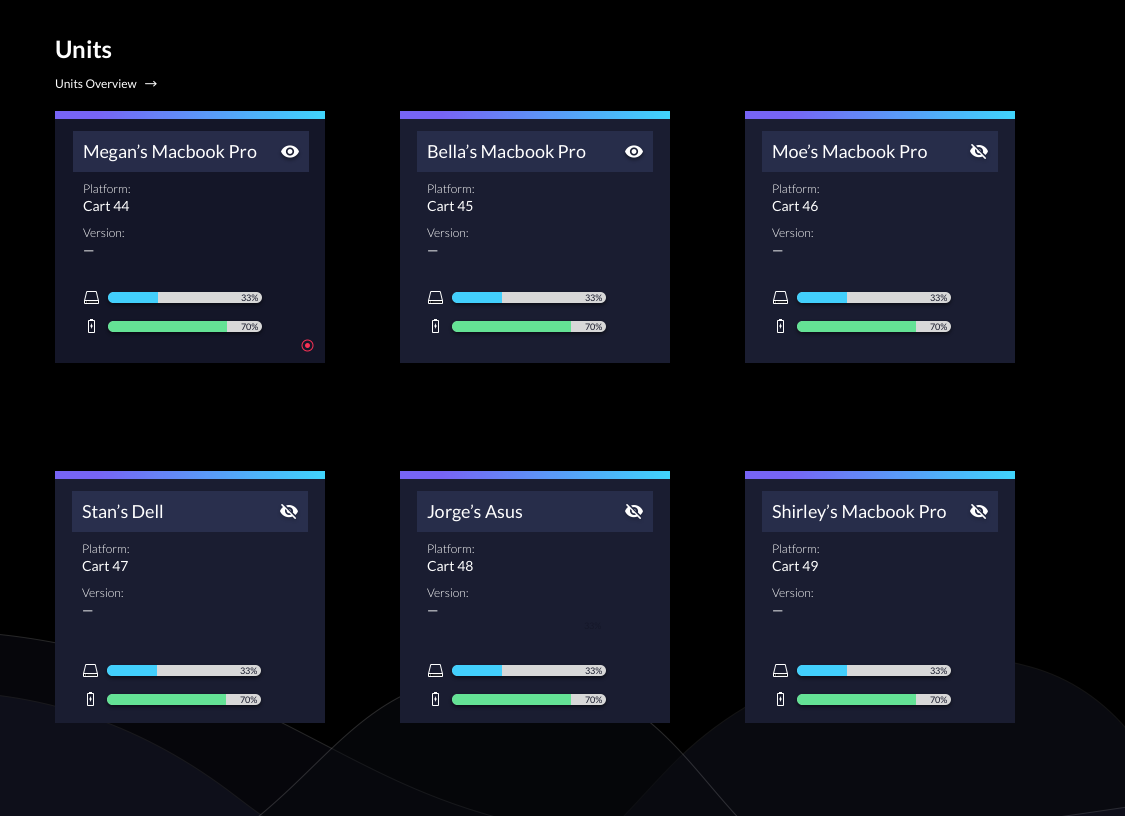 Units
Units Overview →
Megan’s Macbook Pro
Platform:
Cart 44
Version:
—
33%
70%
Bella’s Macbook Pro
Platform:
Cart 45
Version:
—
33%
70%
Moe’s Macbook Pro
Platform:
Cart 46
Version:
—
33%
70%
Stan’s Dell
Platform:
Cart 47
Version:
—
33%
70%
Jorge’s Asus
Platform:
Cart 48
Version:
—
33%
70%
Shirley’s Macbook Pro
Platform:
Cart 49
Version:
—
33%
70%